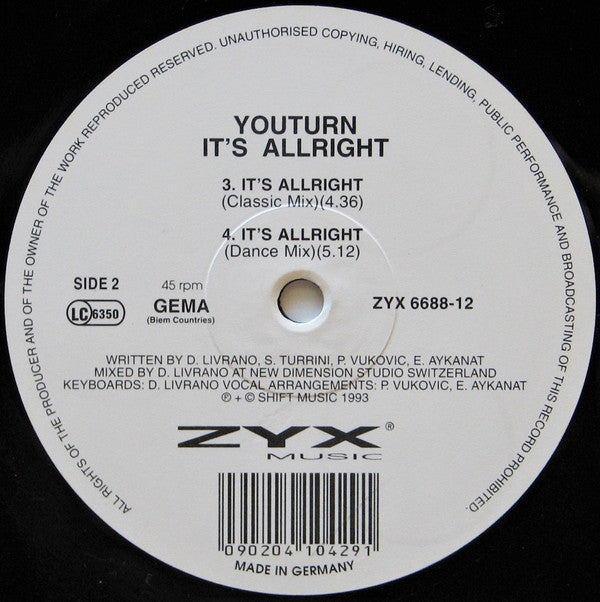 ALL RIGHTS OF THE PRODUCER AND OF THE OWNER OF THE WORK REPRODUCED RESERVED. UNAUTHORISED COPYING, HIRING, LENDING, PUBLIC PERFORMANCE AND BROADCASTING OF THIS RECORD PROHIBITED.
YOUTURN
IT'S ALLRIGHT
3. IT'S ALLRIGHT
(Classic Mix)(4.36)
4. IT'S ALLRIGHT
(Dance Mix)(5.12)
SIDE 2
LC 6350
45 rpm
GEMA
(Biem Countries)
ZYX 6688-12
WRITTEN BY D. LIVRANO, S. TURRINI, P. VUKOVIC, E. AYKANAT
MIXED BY D. LIVRANO AT NEW DIMENSION STUDIO SWITZERLAND
KEYBOARDS: D. LIVRANO VOCAL ARRANGEMENTS: P. VUKOVIC, E. AYKANAT
℗ + © SHIFT MUSIC 1993
ZYX ®
MUSIC
090204 104291
MADE IN GERMANY